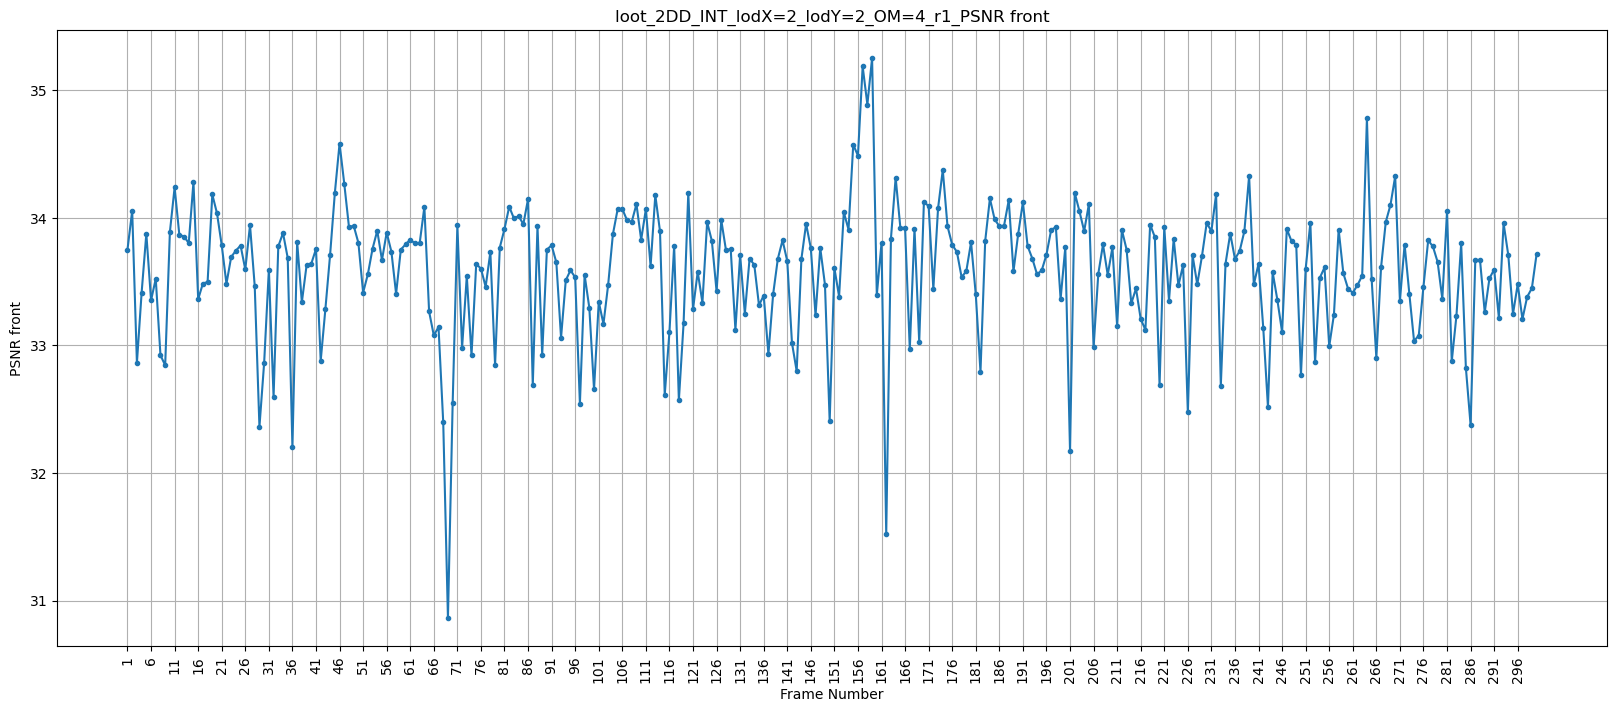 loot_2DD_INT_lodX=2_lodY=2_OM=4_r1_PSNR front
PSNR front
35
34
33
32
31
1 6 11 16 21 26 31 36 41 46 51 56 61 66 71 76 81 86 91 96 101 106 111 116 121 126 131 136 141 146 151 156 161 166 171 176 181 186 191 196 201 206 211 216 221 226 231 236 241 246 251 256 261 266 271 276 281 286 291 296
Frame Number